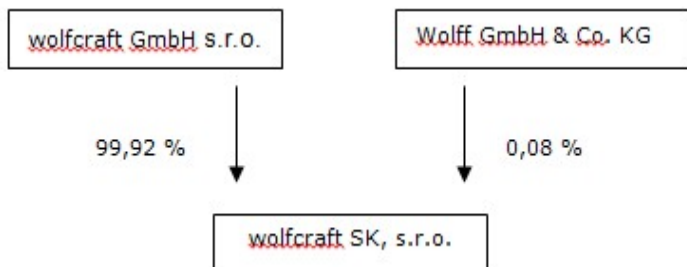 wolfcraft GmbH s.r.o.
Wolff GmbH & Co. KG
99,92 %
0,08 %
wolfcraft SK, s.r.o.